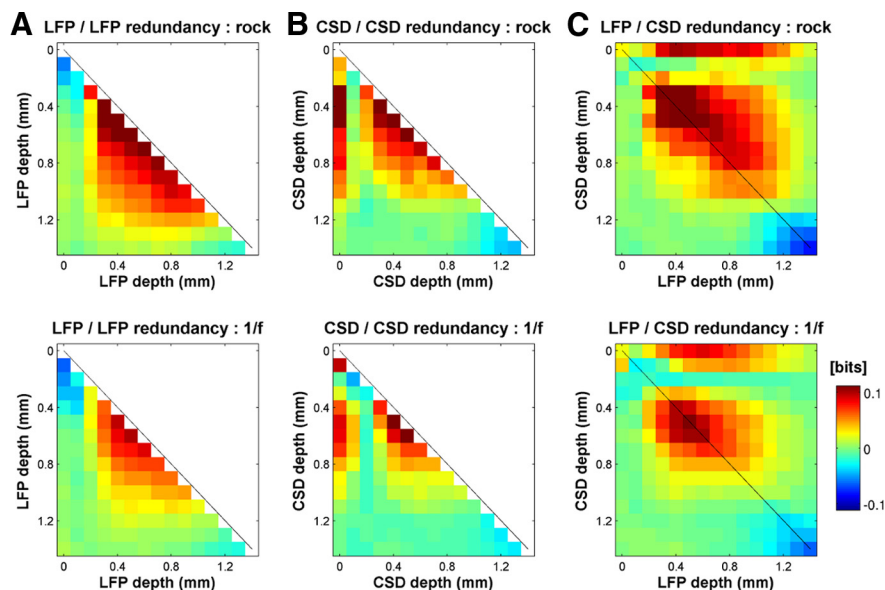 A
LFP / LFP redundancy : rock
LFP depth (mm)
0.4
0.8
1.2
0 0.4 0.8 1.2
LFP depth (mm)
B
CSD / CSD redundancy : rock
CSD depth (mm)
0
0.4
0.8
1.2
0 0.4 0.8 1.2
CSD depth (mm)
C
LFP / CSD redundancy : rock
CSD depth (mm)
0
0.4
0.8
1.2
0 0.4 0.8 1.2
LFP depth (mm)
LFP / LFP redundancy : 1/f
LFP depth (mm)
0
0.4
0.8
1.2
0 0.4 0.8 1.2
LFP depth (mm)
CSD / CSD redundancy : 1/f
CSD depth (mm)
0
0.4
0.8
1.2
0 0.4 0.8 1.2
CSD depth (mm)
LFP / CSD redundancy : 1/f
CSD depth (mm)
0
0.4
0.8
1.2
0 0.4 0.8 1.2
LFP depth (mm)
[bits]
0.1
0
-0.1